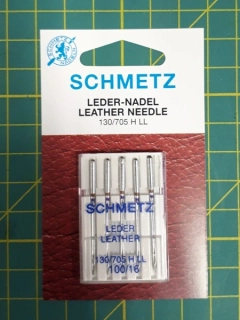 SCHMETZ
LEDER-NADEL
LEATHER NEEDLE
130/705 H LL
SCHMETZ
LEDER
LEATHER
130/705 H LL
100/16